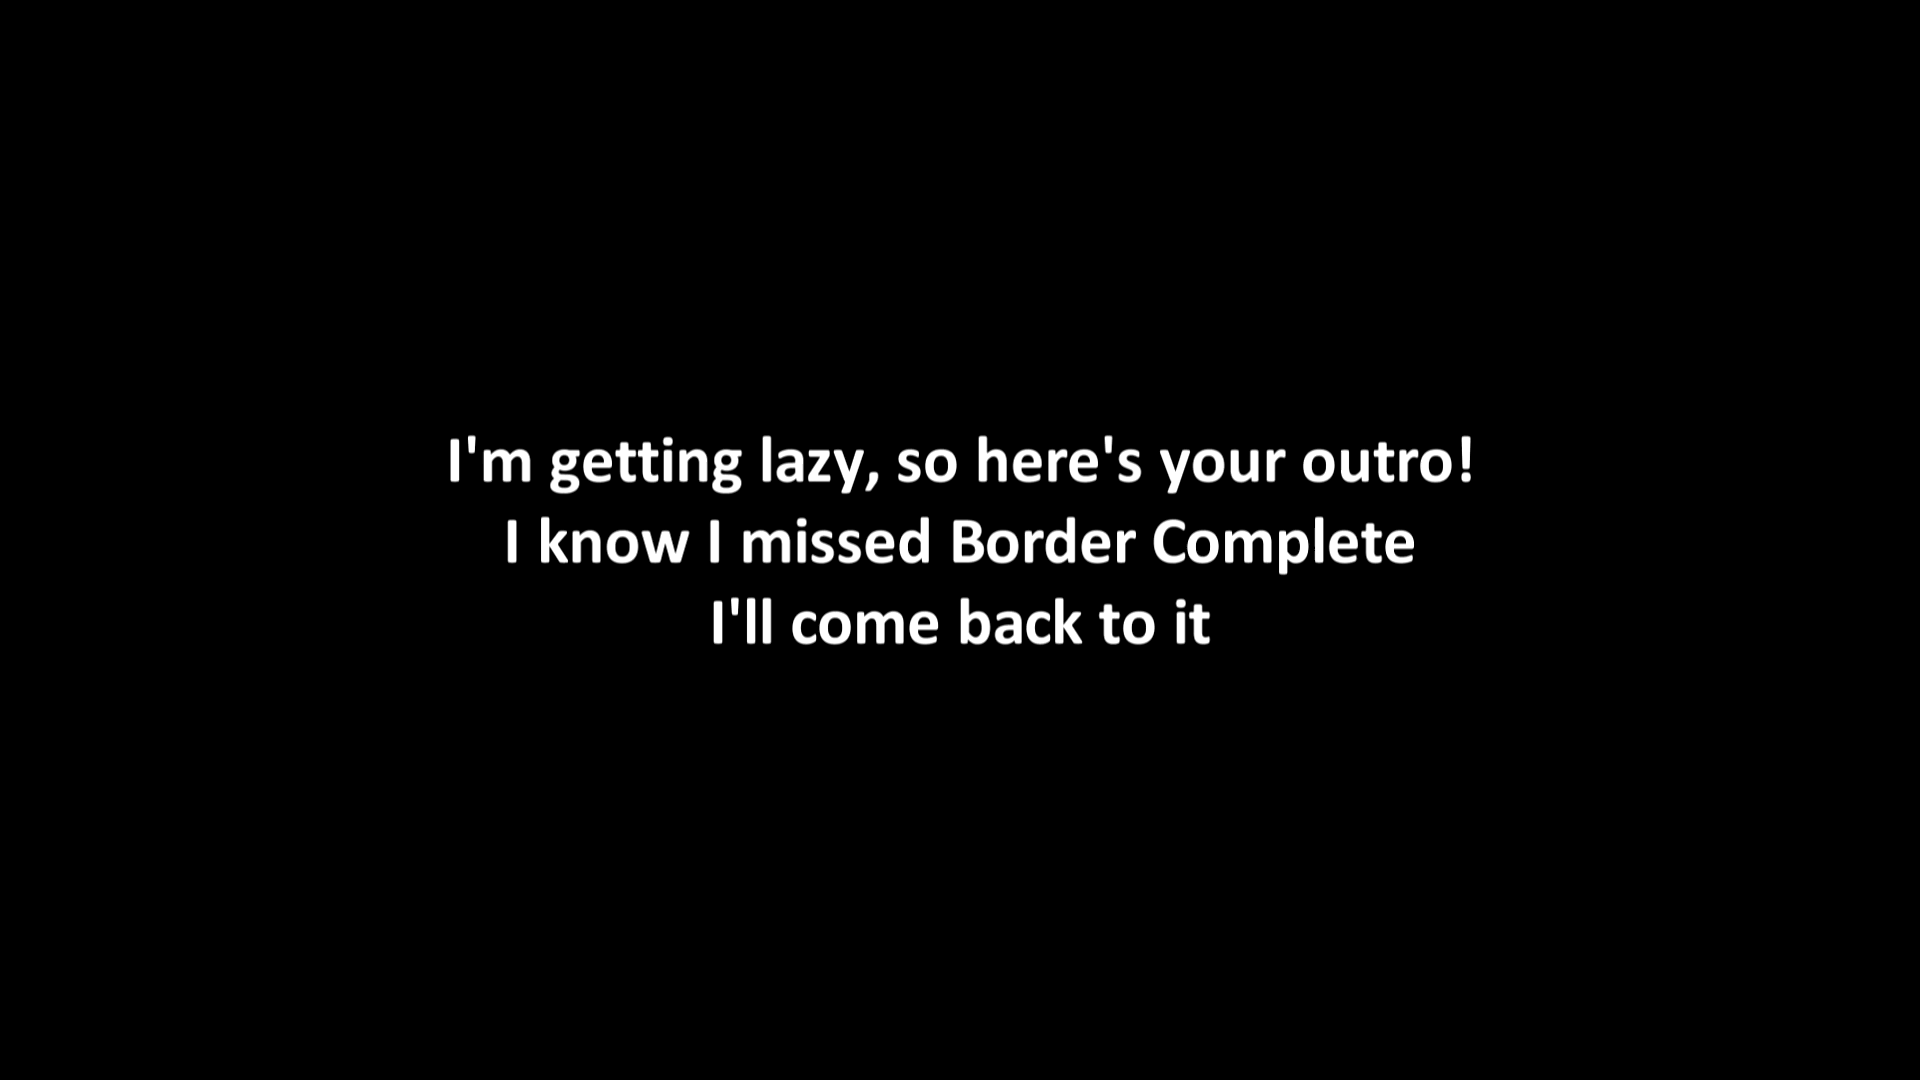 I'm getting lazy, so here's your outro!
I know I missed Border Complete
I'll come back to it